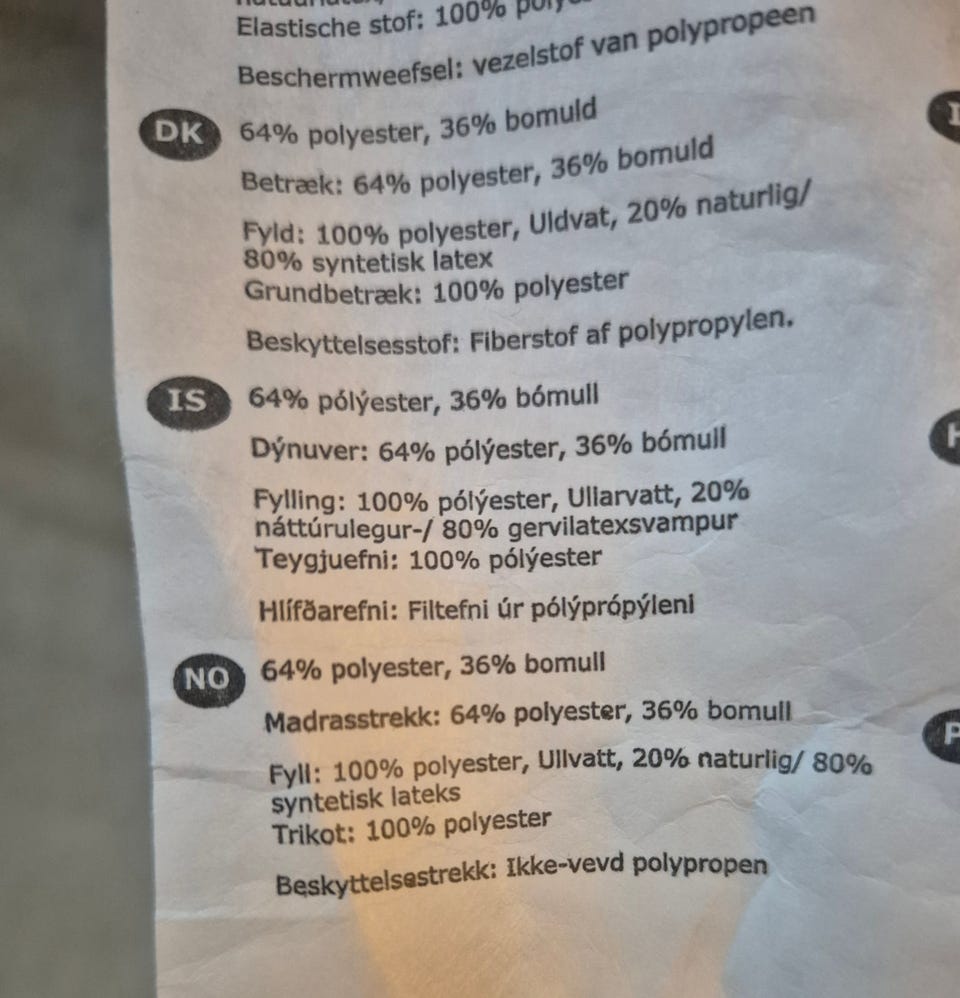 Elastische stof: 100%
Beschermweefsel: vezelstof van polypropeen
DK 64% polyester, 36% bomuld
Betræk: 64% polyester, 36% bomuld
Fyld: 100% polyester, Uldvat, 20% naturlig/
80% syntetisk latex
Grundbetræk: 100% polyester
Beskyttelsesstof: Fiberstof af polypropylen.
IS 64% pólýester, 36% bómull
Dýnuver: 64% pólýester, 36% bómull
Fylling: 100% pólýester, Ullarvatt, 20%
náttúrulegur-/ 80% gervilatexsvampur
Teygjuefni: 100% pólýester
Hlífðarefni: Filtefni úr pólýprópýleni
NO 64% polyester, 36% bomull
Madrasstrekk: 64% polyester, 36% bomull
Fyll: 100% polyester, Ullvatt, 20% naturlig/ 80%
syntetisk lateks
Trikot: 100% polyester
Beskyttelsestrekk: Ikke-vevd polypropen